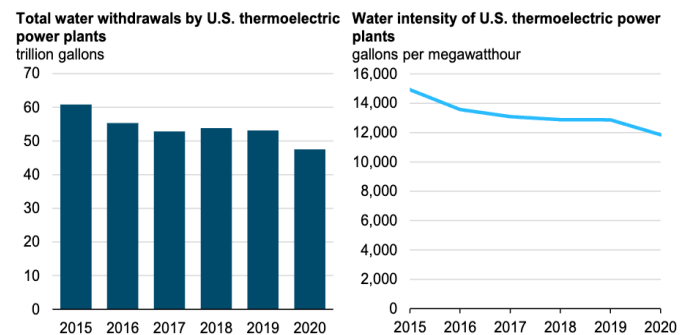 Total water withdrawals by U.S. thermoelectric
power plants
trillion gallons
70
60
50
40
30
20
10
0
2015 2016 2017 2018 2019 2020
Water intensity of U.S. thermoelectric power
plants
gallons per megawatthour
16,000
14,000
12,000
10,000
8,000
6,000
4,000
2,000
0
2015 2016 2017 2018 2019 2020